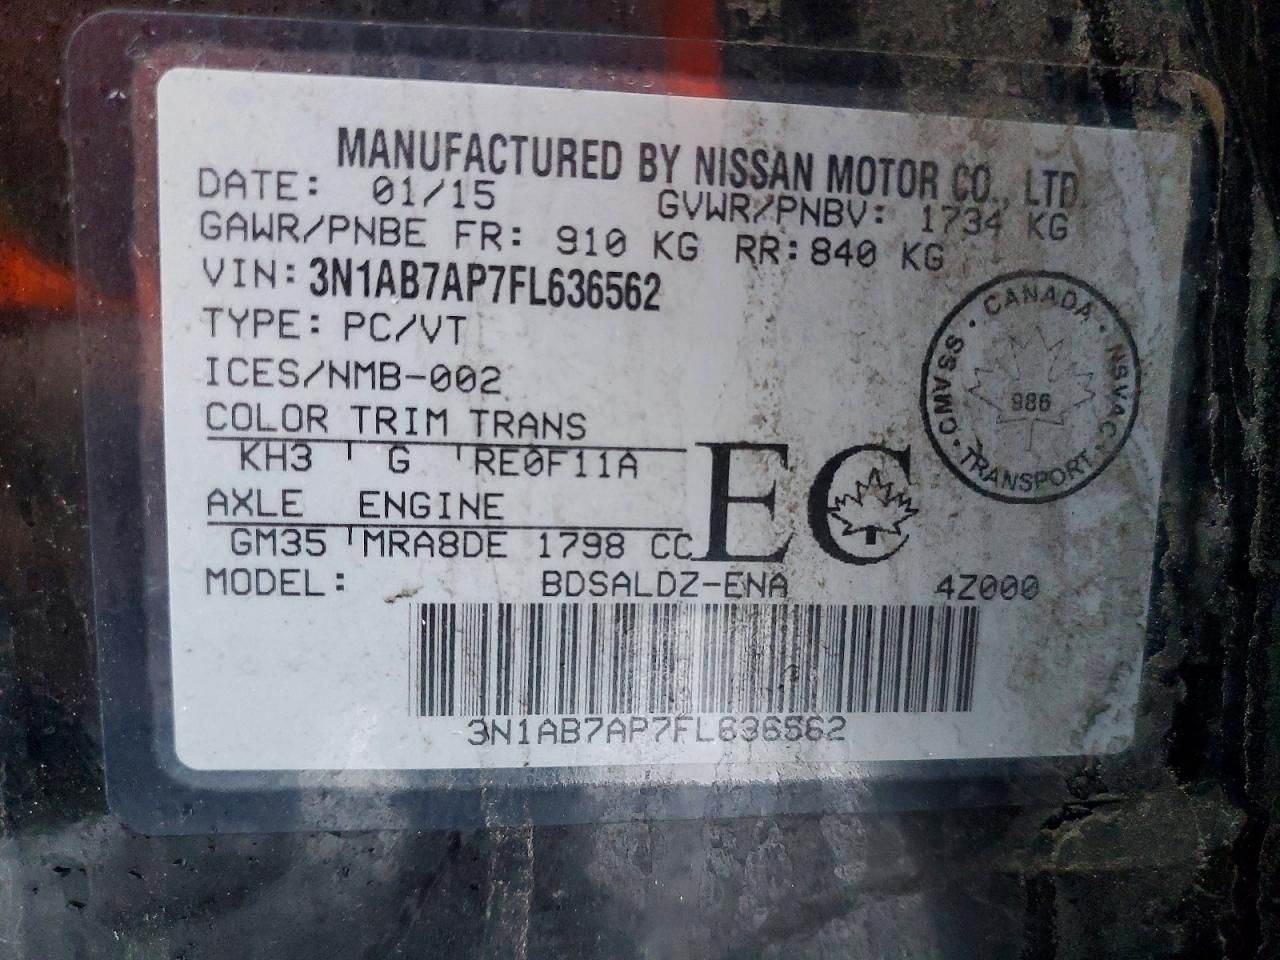 MANUFACTURED BY NISSAN MOTOR CO., LTD.
DATE: 01/15 GVWR/PNBV: 1734 KG
GAWR/PNBE FR: 910 KG RR: 840 KG
VIN: 3N1AB7AP7FL636562
TYPE: PC/VT
ICES/NMB-002
COLOR TRIM TRANS
KH3 G RE0F11A
AXLE ENGINE
GM35 MRA8DE 1798 CC
EC
CANADA · NSVAC · TRANSPORT · CMVSS ·
986
MODEL: BDSALDZ-ENA 4Z000
3N1AB7AP7FL636562